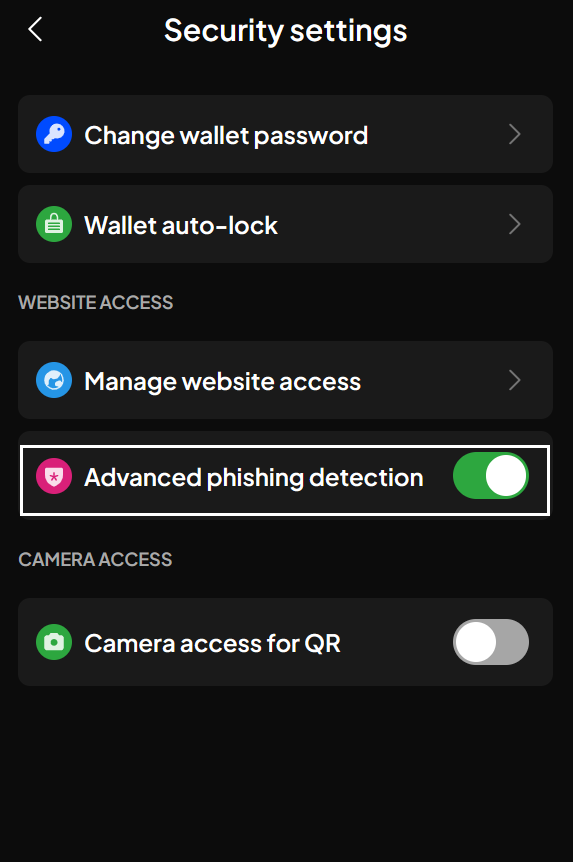 Security settings
Change wallet password
Wallet auto-lock
WEBSITE ACCESS
Manage website access
Advanced phishing detection
CAMERA ACCESS
Camera access for QR